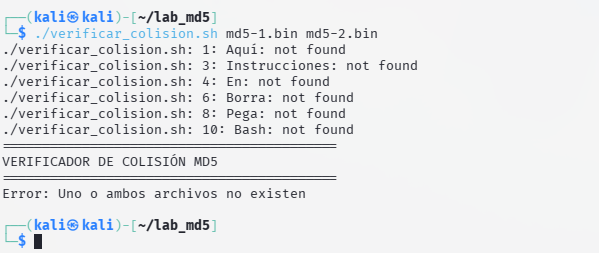 ┌──(kali㉿kali)-[~/lab_md5]
└─$ ./verificar_colision.sh md5-1.bin md5-2.bin
./verificar_colision.sh: 1: Aquí: not found
./verificar_colision.sh: 3: Instrucciones: not found
./verificar_colision.sh: 4: En: not found
./verificar_colision.sh: 6: Borra: not found
./verificar_colision.sh: 8: Pega: not found
./verificar_colision.sh: 10: Bash: not found
==========================================
VERIFICADOR DE COLISIÓN MD5
==========================================
Error: Uno o ambos archivos no existen
┌──(kali㉿kali)-[~/lab_md5]
└─$